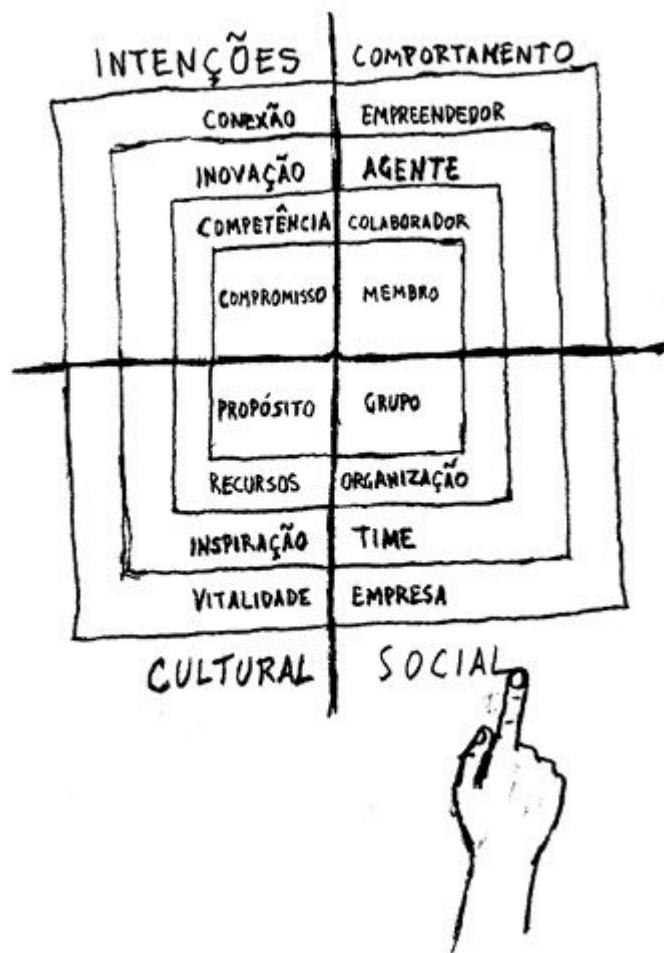 INTENÇÕES COMPORTAMENTO
CONEXÃO EMPREENDEDOR
INOVAÇÃO AGENTE
COMPETÊNCIA COLABORADOR
COMPROMISSO MEMBRO
PROPÓSITO GRUPO
RECURSOS ORGANIZAÇÃO
INSPIRAÇÃO TIME
VITALIDADE EMPRESA
CULTURAL SOCIAL